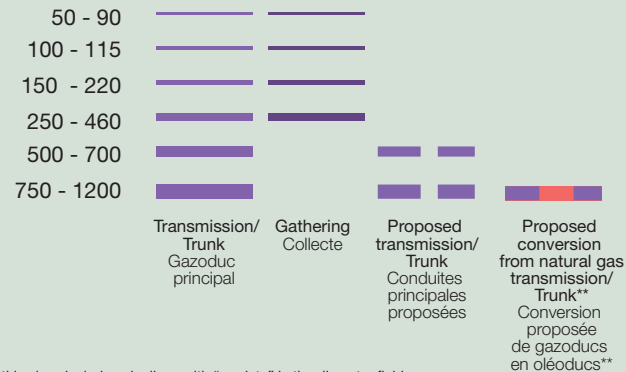 50 - 90
100 - 115
150 - 220
250 - 460
500 - 700
750 - 1200
Transmission/
Trunk
Gazoduc
principal
Gathering
Collecte
Proposed
transmission/
Trunk
Conduites
principales
proposées
Proposed
conversion
from natural gas
transmission/
Trunk**
Conversion
proposée
de gazoducs
en oléoducs**